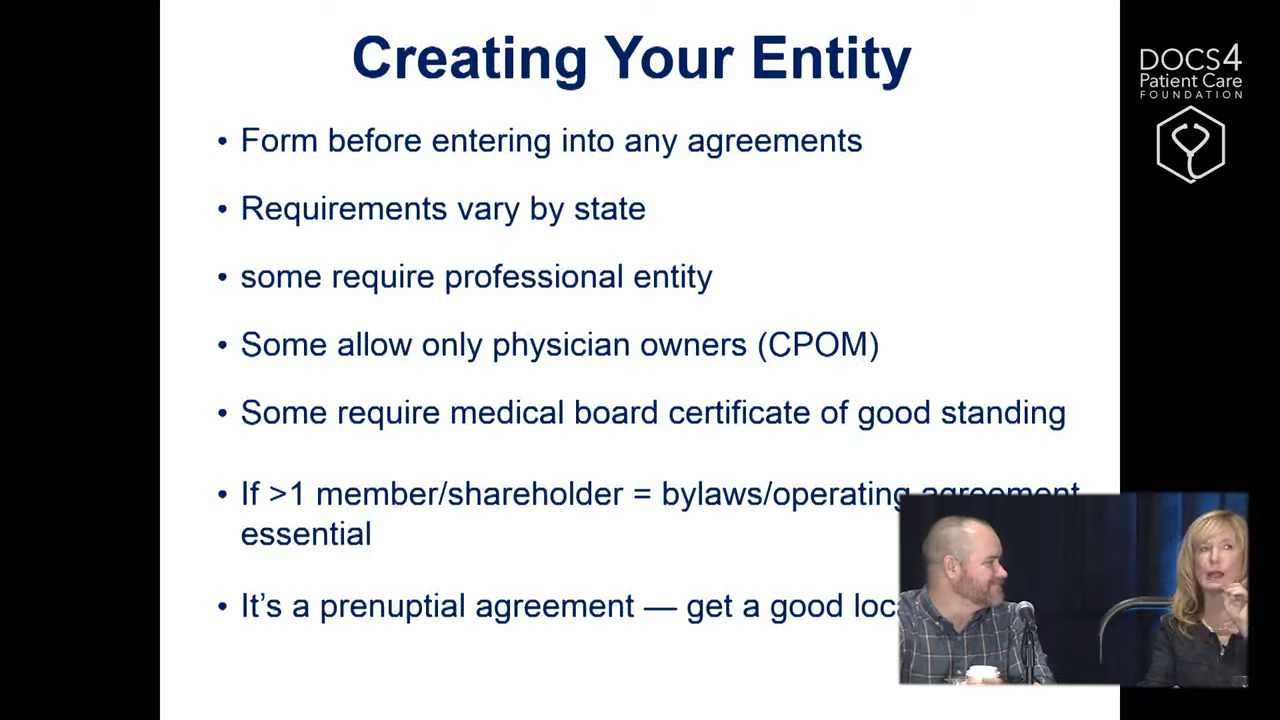 Creating Your Entity
DOCS4
Patient Care
FOUNDATION
• Form before entering into any agreements
• Requirements vary by state
• some require professional entity
• Some allow only physician owners (CPOM)
• Some require medical board certificate of good standing
• If >1 member/shareholder = bylaws/operating agreement
essential
• It’s a prenuptial agreement — get a good